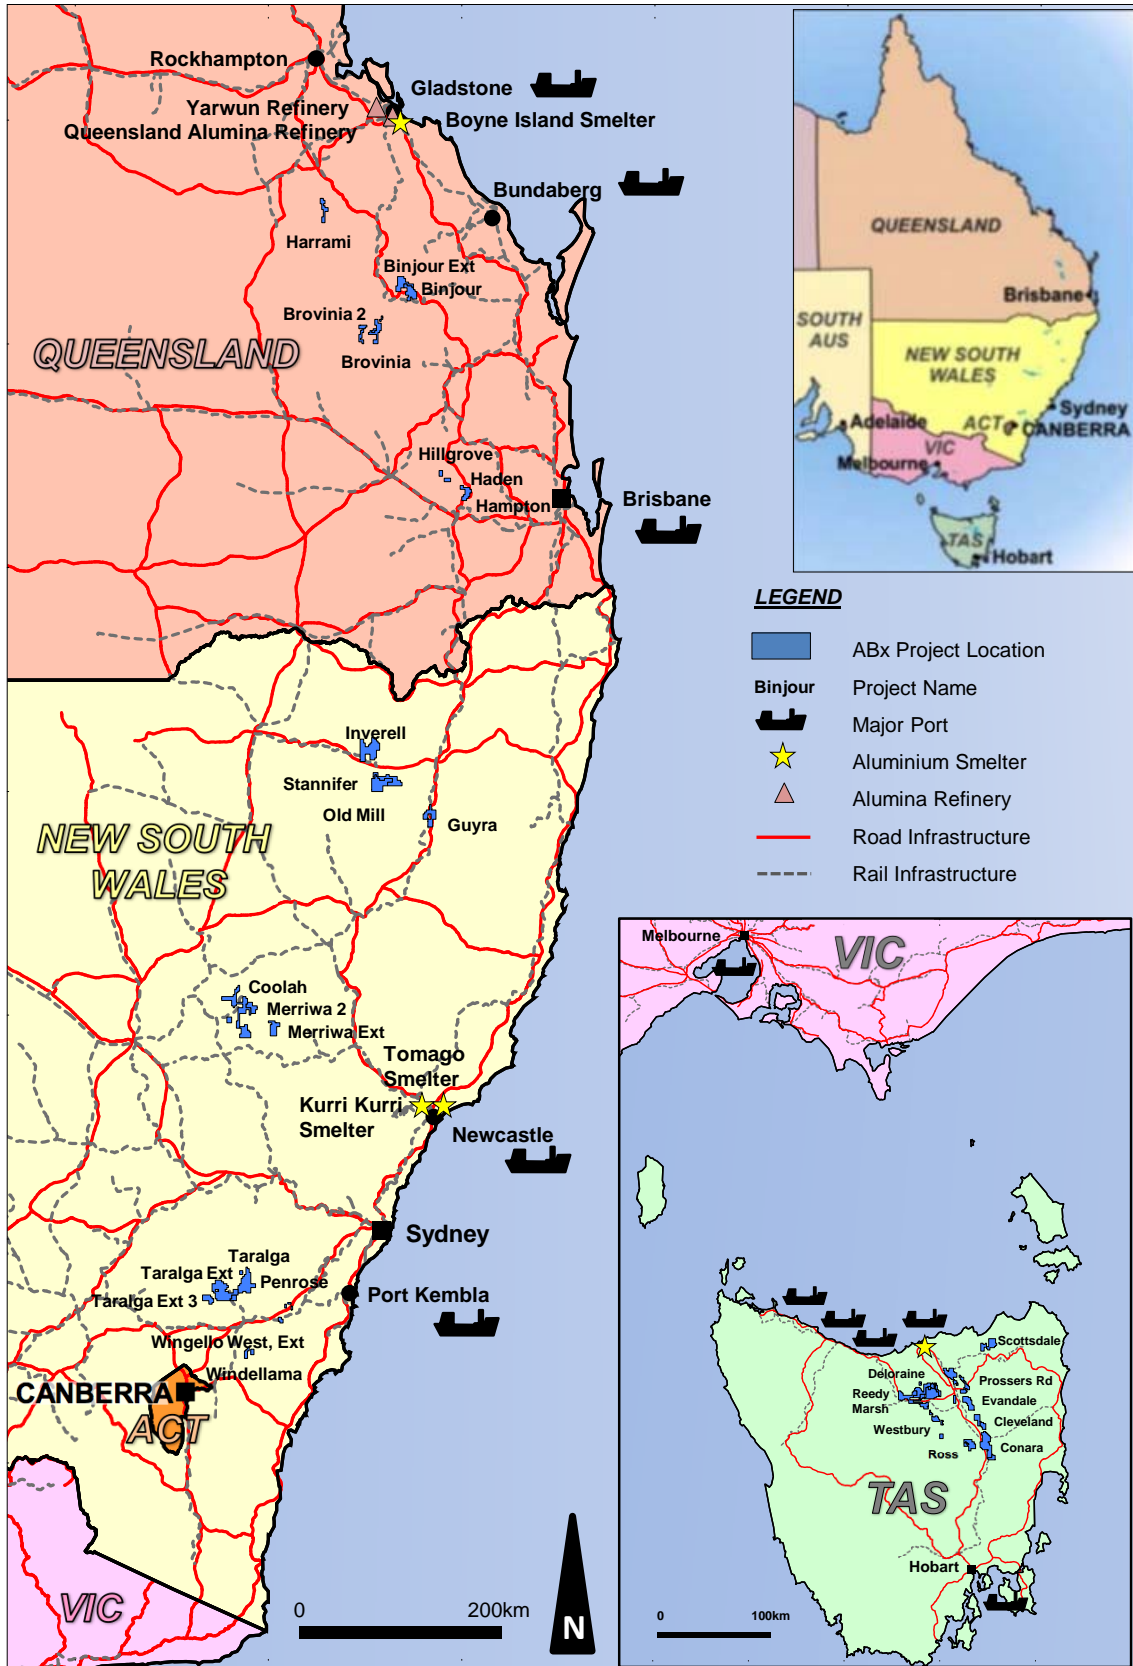 Rockhampton
Gladstone
Yarwun Refinery
Queensland Alumina Refinery
Boyne Island Smelter
Bundaberg
Harrami
Binjour Ext
Binjour
Brovinia 2
Brovinia
QUEENSLAND
Hillgrove
Haden
Hampton
Brisbane
Inverell
Stannifer
Old Mill
Guyra
NEW SOUTH
WALES
Coolah
Merriwa 2
Merriwa Ext
Tomago
Smelter
Kurri Kurri
Smelter
Newcastle
Sydney
Taralga
Taralga Ext
Penrose
Taralga Ext 3
Port Kembla
Wingello West, Ext
Windellama
CANBERRA
ACT
VIC
0
200km
N
QUEENSLAND
Brisbane
SOUTH
AUS
NEW SOUTH
WALES
Sydney
ACT
CANBERRA
Adelaide
VIC
Melbourne
TAS
Hobart
LEGEND
ABx Project Location
Binjour
Project Name
Major Port
Aluminium Smelter
Alumina Refinery
Road Infrastructure
Rail Infrastructure
Melbourne
VIC
Scottsdale
Deloraine
Prossers Rd
Reedy
Marsh
Evandale
Cleveland
Westbury
Ross
Conara
TAS
Hobart
0
100km